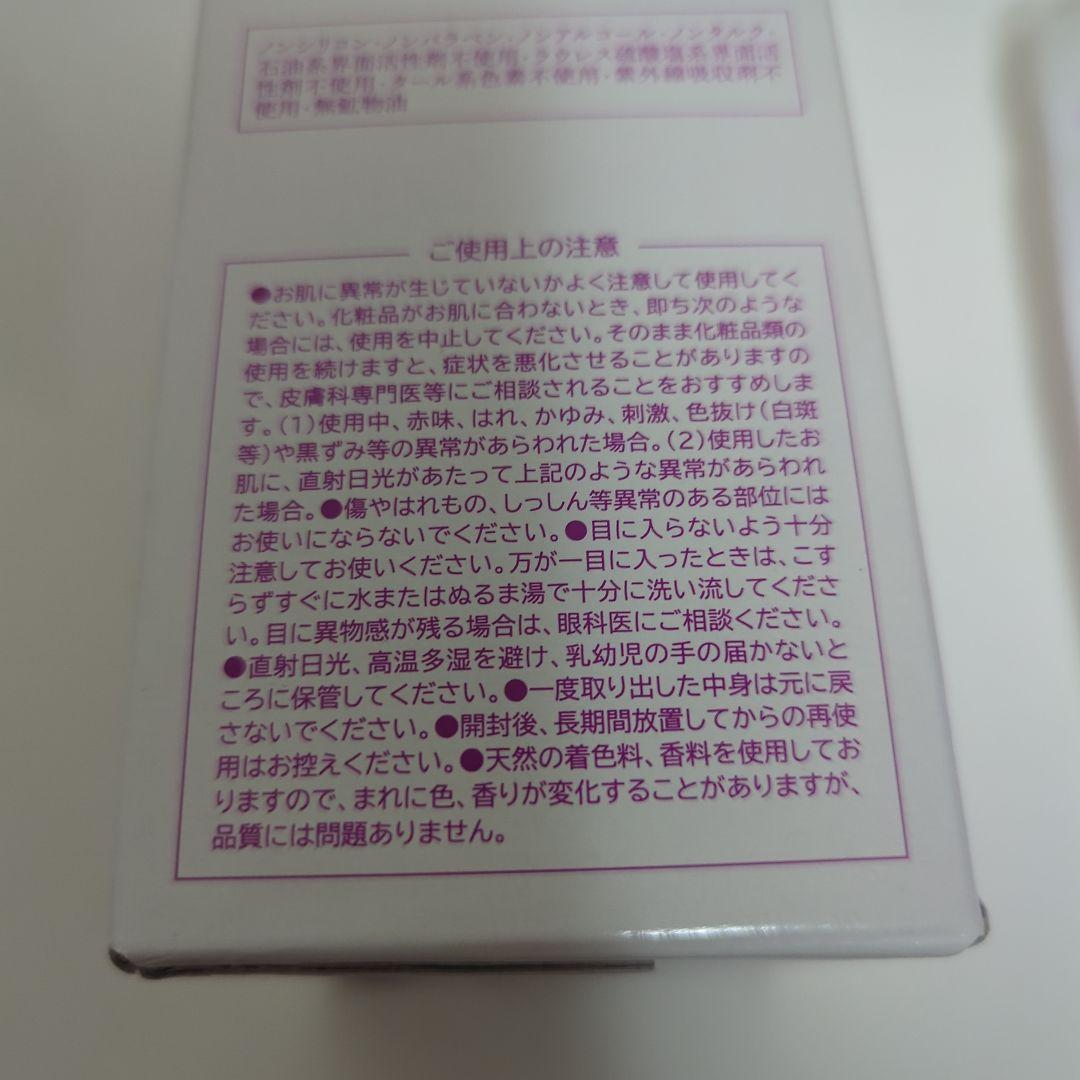 ノンシリコン・ノンパラベン・ノンアルコール・ノンタルク・
石油系界面活性剤不使用・ラウレス硫酸塩系界面活
性剤不使用・タール系色素不使用・紫外線吸収剤不
使用・無鉱物油
ご使用上の注意
●お肌に異常が生じていないかよく注意して使用してく
ださい。化粧品がお肌に合わないとき、即ち次のような
場合には、使用を中止してください。そのまま化粧品類の
使用を続けますと、症状を悪化させることがありますの
で、皮膚科専門医等にご相談されることをおすすめしま
す。(1)使用中、赤味、はれ、かゆみ、刺激、色抜け(白斑
等)や黒ずみ等の異常があらわれた場合。(2)使用したお
肌に、直射日光があたって上記のような異常があらわれ
た場合。●傷やはれもの、しっしん等異常のある部位には
お使いにならないでください。●目に入らないよう十分
注意してお使いください。万が一目に入ったときは、こす
らずすぐに水またはぬるま湯で十分に洗い流してくださ
い。目に異物感が残る場合は、眼科医にご相談ください。
●直射日光、高温多湿を避け、乳幼児の手の届かないと
ころに保管してください。●一度取り出した中身は元に戻
さないでください。●開封後、長期間放置してからの再使
用はお控えください。●天然の着色料、香料を使用してお
りますので、まれに色、香りが変化することがありますが、
品質には問題ありません。